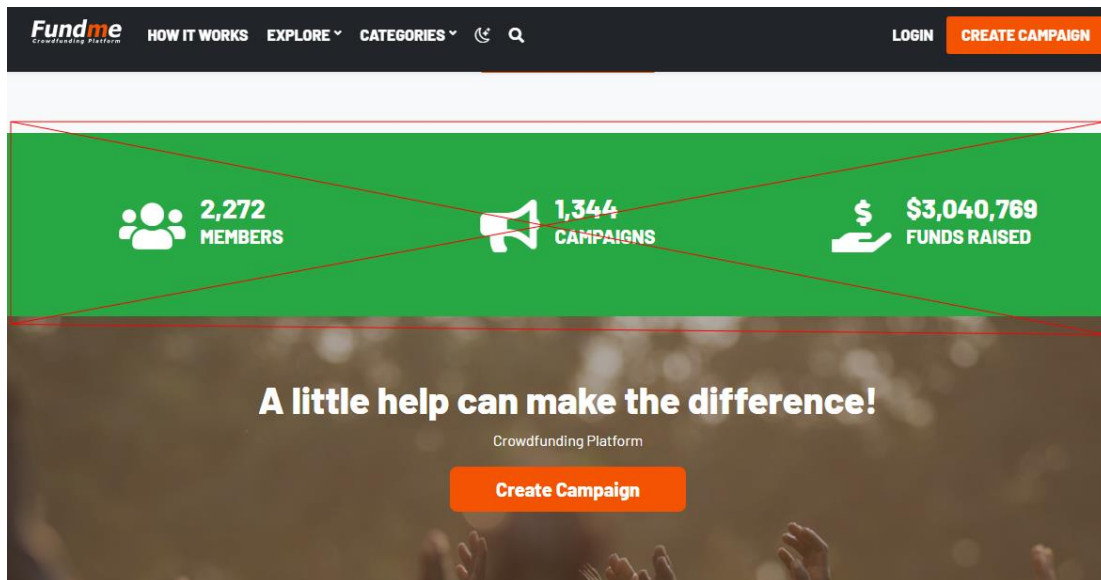 Fundme
Crowdfunding Platform
HOW IT WORKS EXPLORE CATEGORIES LOGIN CREATE CAMPAIGN
2,272
MEMBERS
1,344
CAMPAIGNS
$3,040,769
FUNDS RAISED
A little help can make the difference!
Crowdfunding Platform
Create Campaign